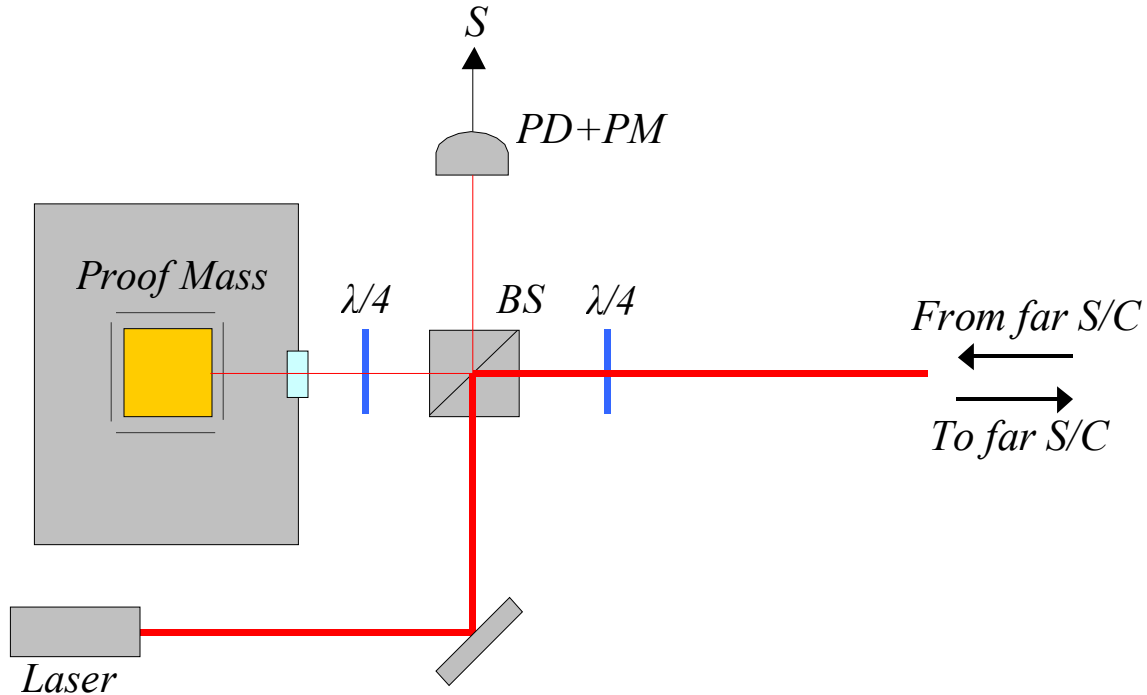 S
PD+PM
Proof Mass
λ/4
BS
λ/4
From far S/C
To far S/C
Laser